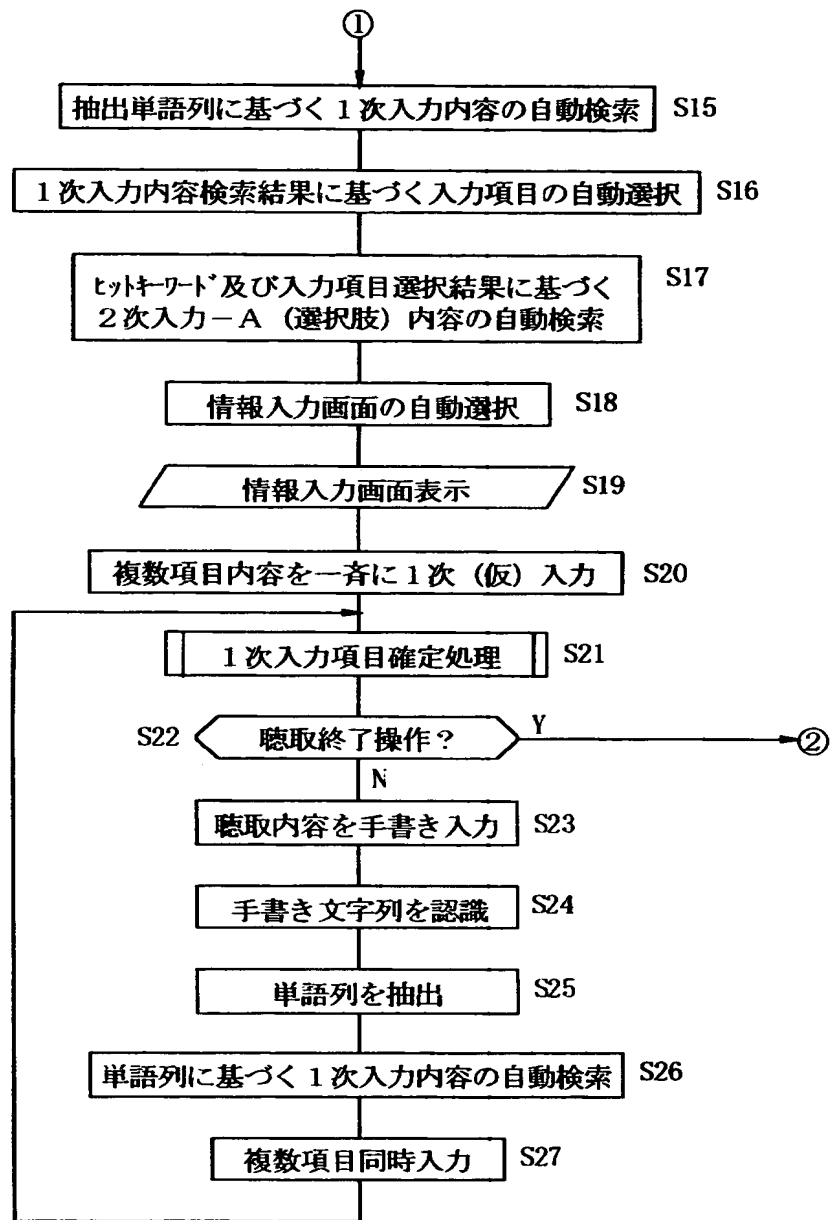 ①
抽出単語列に基づく１次入力内容の自動検索 S15
１次入力内容検索結果に基づく入力項目の自動選択 S16
ﾋｯﾄｷｰﾜｰﾄﾞ及び入力項目選択結果に基づく S17
２次入力－Ａ（選択肢）内容の自動検索
情報入力画面の自動選択 S18
情報入力画面表示 S19
複数項目内容を一斉に１次（仮）入力 S20
１次入力項目確定処理 S21
S22 聴取終了操作？ Y ②
N
聴取内容を手書き入力 S23
手書き文字列を認識 S24
単語列を抽出 S25
単語列に基づく１次入力内容の自動検索 S26
複数項目同時入力 S27